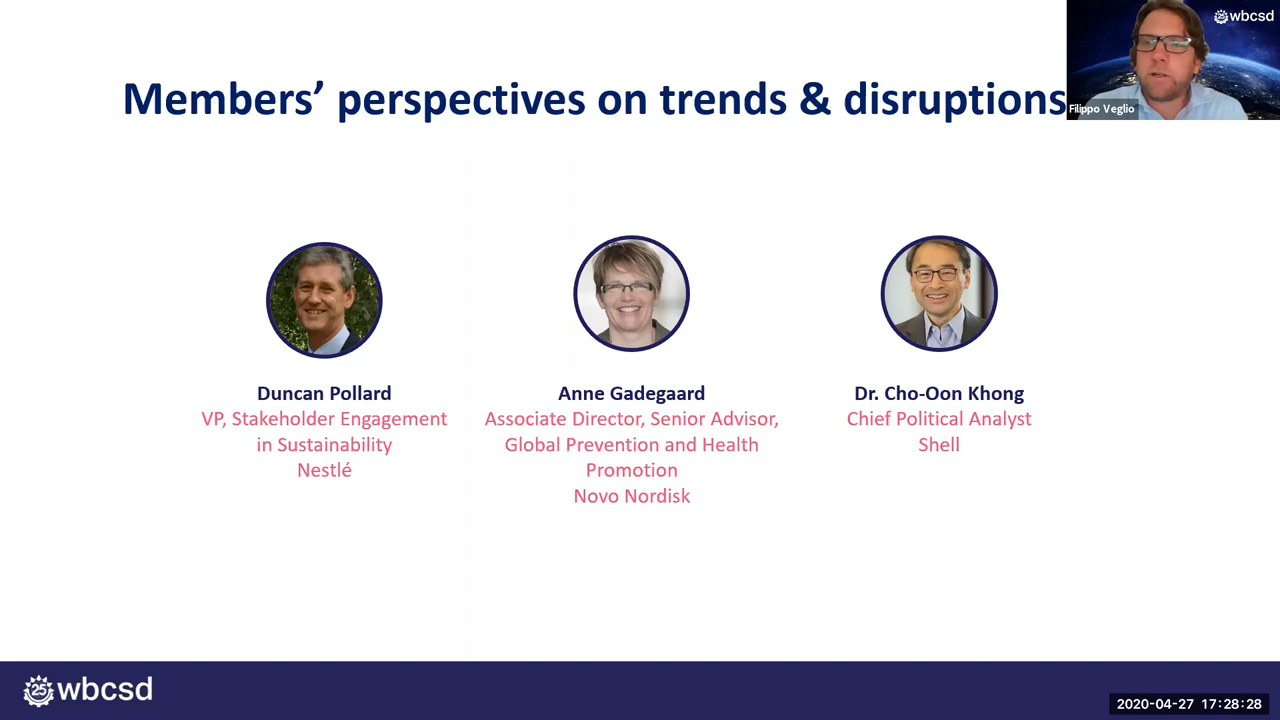 wbcsd
Members’ perspectives on trends & disruptions
Filippo Veglio
Duncan Pollard
VP, Stakeholder Engagement
in Sustainability
Nestlé
Anne Gadegaard
Associate Director, Senior Advisor,
Global Prevention and Health
Promotion
Novo Nordisk
Dr. Cho-Oon Khong
Chief Political Analyst
Shell
25 wbcsd
2020-04-27 17:28:28